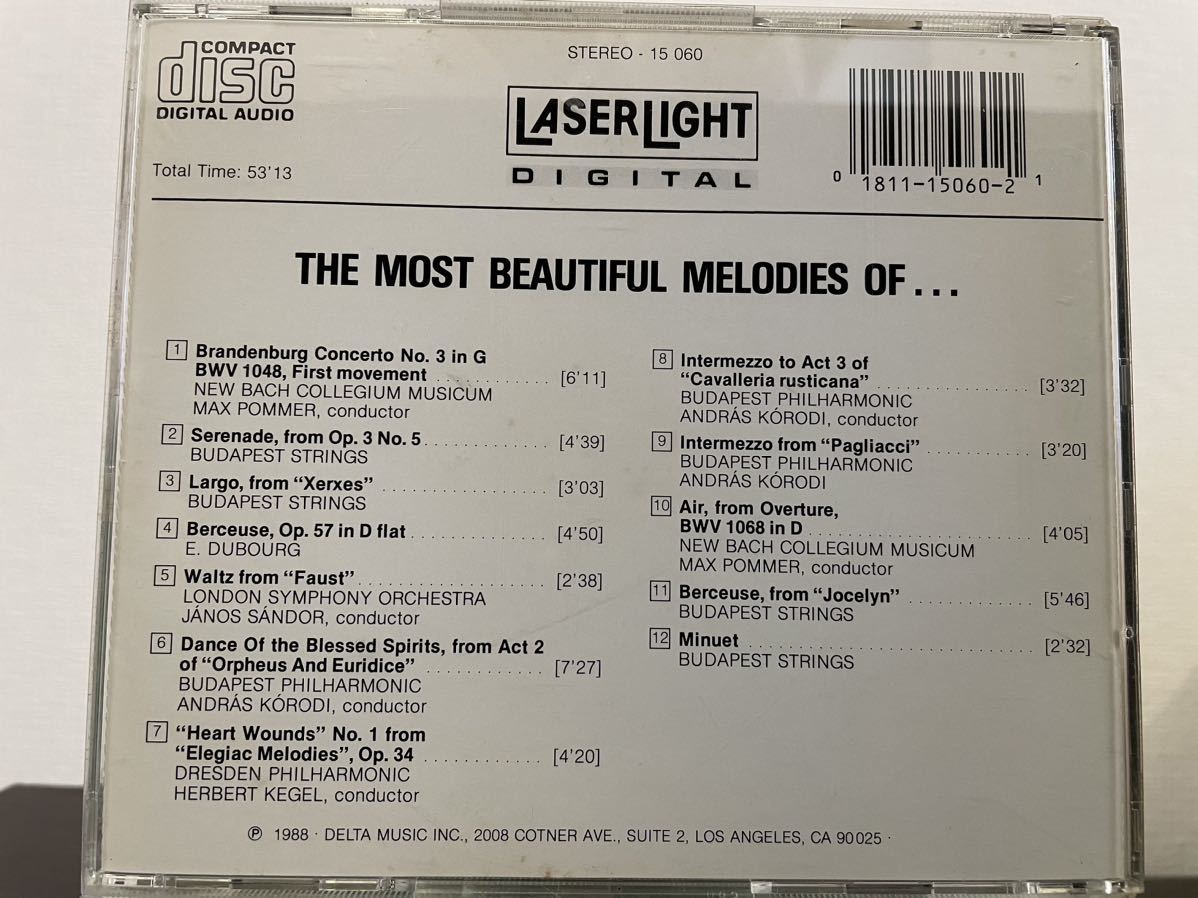 COMPACT
disc
DIGITAL AUDIO
Total Time: 53'13
STEREO - 15 060
LASERLIGHT
DIGITAL
0 1811-15060-2 1
THE MOST BEAUTIFUL MELODIES OF...
1 Brandenburg Concerto No. 3 in G
BWV 1048, First movement ............ [6'11]
NEW BACH COLLEGIUM MUSICUM
MAX POMMER, conductor
2 Serenade, from Op. 3 No. 5 ............ [4'39]
BUDAPEST STRINGS
3 Largo, from "Xerxes" ................. [3'03]
BUDAPEST STRINGS
4 Berceuse, Op. 57 in D flat .............. [4'50]
E. DUBOURG
5 Waltz from "Faust" ................... [2'38]
LONDON SYMPHONY ORCHESTRA
JÁNOS SÁNDOR, conductor
6 Dance Of the Blessed Spirits, from Act 2
of "Orpheus And Euridice" ............. [7'27]
BUDAPEST PHILHARMONIC
ANDRÁS KÓRODI, conductor
7 "Heart Wounds" No. 1 from
"Elegiac Melodies", Op. 34 ............ [4'20]
DRESDEN PHILHARMONIC
HERBERT KEGEL, conductor
8 Intermezzo to Act 3 of
"Cavalleria rusticana" ................ [3'32]
BUDAPEST PHILHARMONIC
ANDRÁS KÓRODI, conductor
9 Intermezzo from "Pagliacci" ........... [3'20]
BUDAPEST PHILHARMONIC
ANDRÁS KÓRODI
10 Air, from Overture,
BWV 1068 in D ........................ [4'05]
NEW BACH COLLEGIUM MUSICUM
MAX POMMER, conductor
11 Berceuse, from "Jocelyn" ............. [5'46]
BUDAPEST STRINGS
12 Minuet ............................... [2'32]
BUDAPEST STRINGS
℗ 1988 · DELTA MUSIC INC., 2008 COTNER AVE., SUITE 2, LOS ANGELES, CA 90025 ·